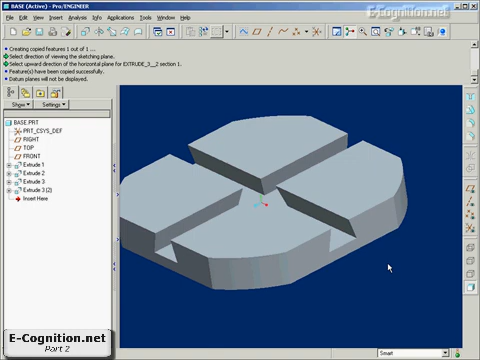 BASE (Active) - Pro/ENGINEER
E-Cognition.net
File Edit View Insert Analysis Info Applications Tools Window Help
• Creating copied features 1 out of 1 ...
Select direction of viewing the sketching plane.
Select upward direction of the horizontal plane for EXTRUDE_3__2 section 1.
• Feature(s) have been copied successfully.
• Datum planes will not be displayed.
Show Settings
BASE.PRT
PRT_CSYS_DEF
RIGHT
TOP
FRONT
Extrude 1
Extrude 2
Extrude 3
Extrude 3 (2)
Insert Here
E-Cognition.net
Part 2
Smart